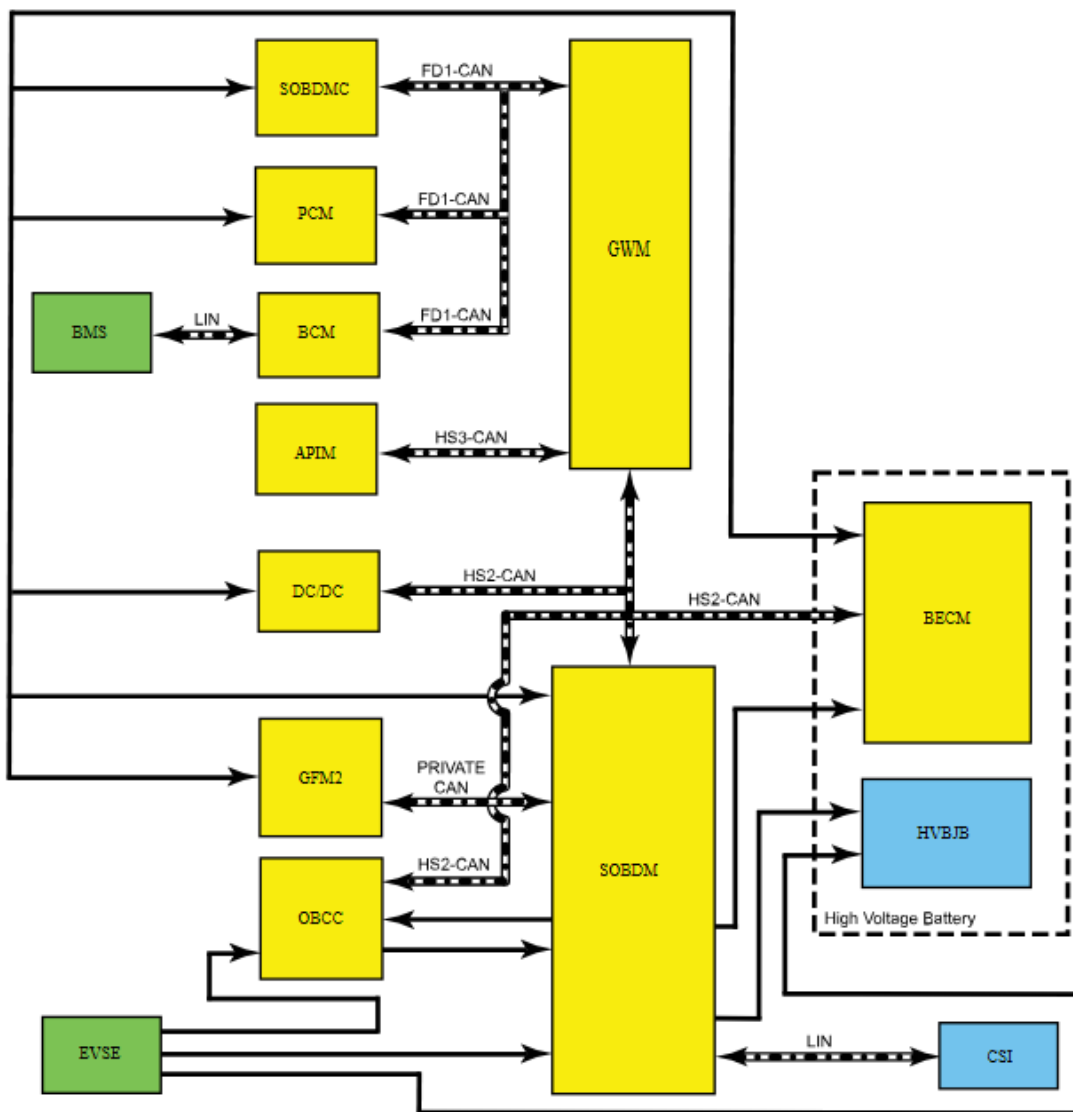 SOBDMC
FD1-CAN
PCM
FD1-CAN
GWM
BMS
LIN
BCM
FD1-CAN
APIM
HS3-CAN
DC/DC
HS2-CAN
HS2-CAN
BECM
GFM2
PRIVATE
CAN
HVBJB
HS2-CAN
SOBDM
OBCC
High Voltage Battery
EVSE
LIN
CSI